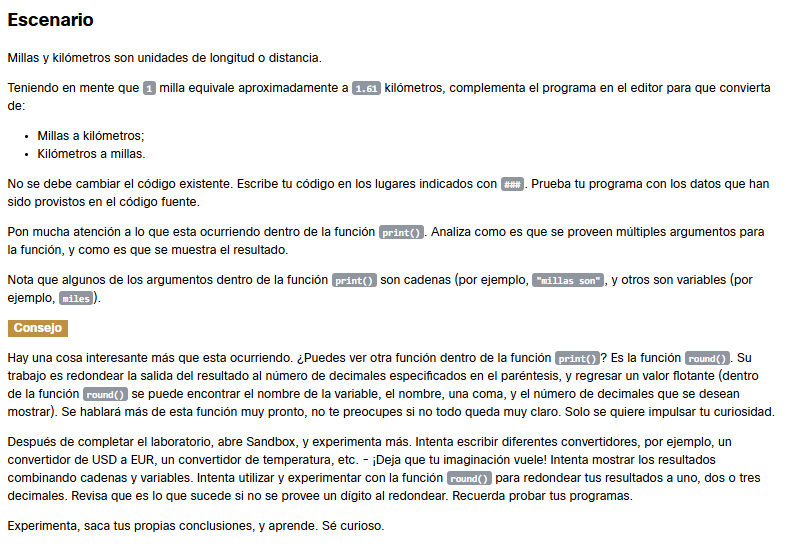 Escenario
Millas y kilómetros son unidades de longitud o distancia.
Teniendo en mente que 1 milla equivale aproximadamente a 1.61 kilómetros, complementa el programa en el editor para que convierta
de:
• Millas a kilómetros;
• Kilómetros a millas.
No se debe cambiar el código existente. Escribe tu código en los lugares indicados con ###. Prueba tu programa con los datos que han
sido provistos en el código fuente.
Pon mucha atención a lo que esta ocurriendo dentro de la función print(). Analiza como es que se proveen múltiples argumentos para
la función, y como es que se muestra el resultado.
Nota que algunos de los argumentos dentro de la función print() son cadenas (por ejemplo, "millas son", y otros son variables (por
ejemplo, miles).
Consejo
Hay una cosa interesante más que esta ocurriendo. ¿Puedes ver otra función dentro de la función print()? Es la función round(). Su
trabajo es redondear la salida del resultado al número de decimales especificados en el paréntesis, y regresar un valor flotante (dentro
de la función round() se puede encontrar el nombre de la variable, el nombre, una coma, y el número de decimales que se desean
mostrar). Se hablará más de esta función muy pronto, no te preocupes si no todo queda muy claro. Solo se quiere impulsar tu curiosidad.
Después de completar el laboratorio, abre Sandbox, y experimenta más. Intenta escribir diferentes convertidores, por ejemplo, un
convertidor de USD a EUR, un convertidor de temperatura, etc. - ¡Deja que tu imaginación vuele! Intenta mostrar los resultados
combinando cadenas y variables. Intenta utilizar y experimentar con la función round() para redondear tus resultados a uno, dos o tres
decimales. Revisa que es lo que sucede si no se provee un dígito al redondear. Recuerda probar tus programas.
Experimenta, saca tus propias conclusiones, y aprende. Sé curioso.